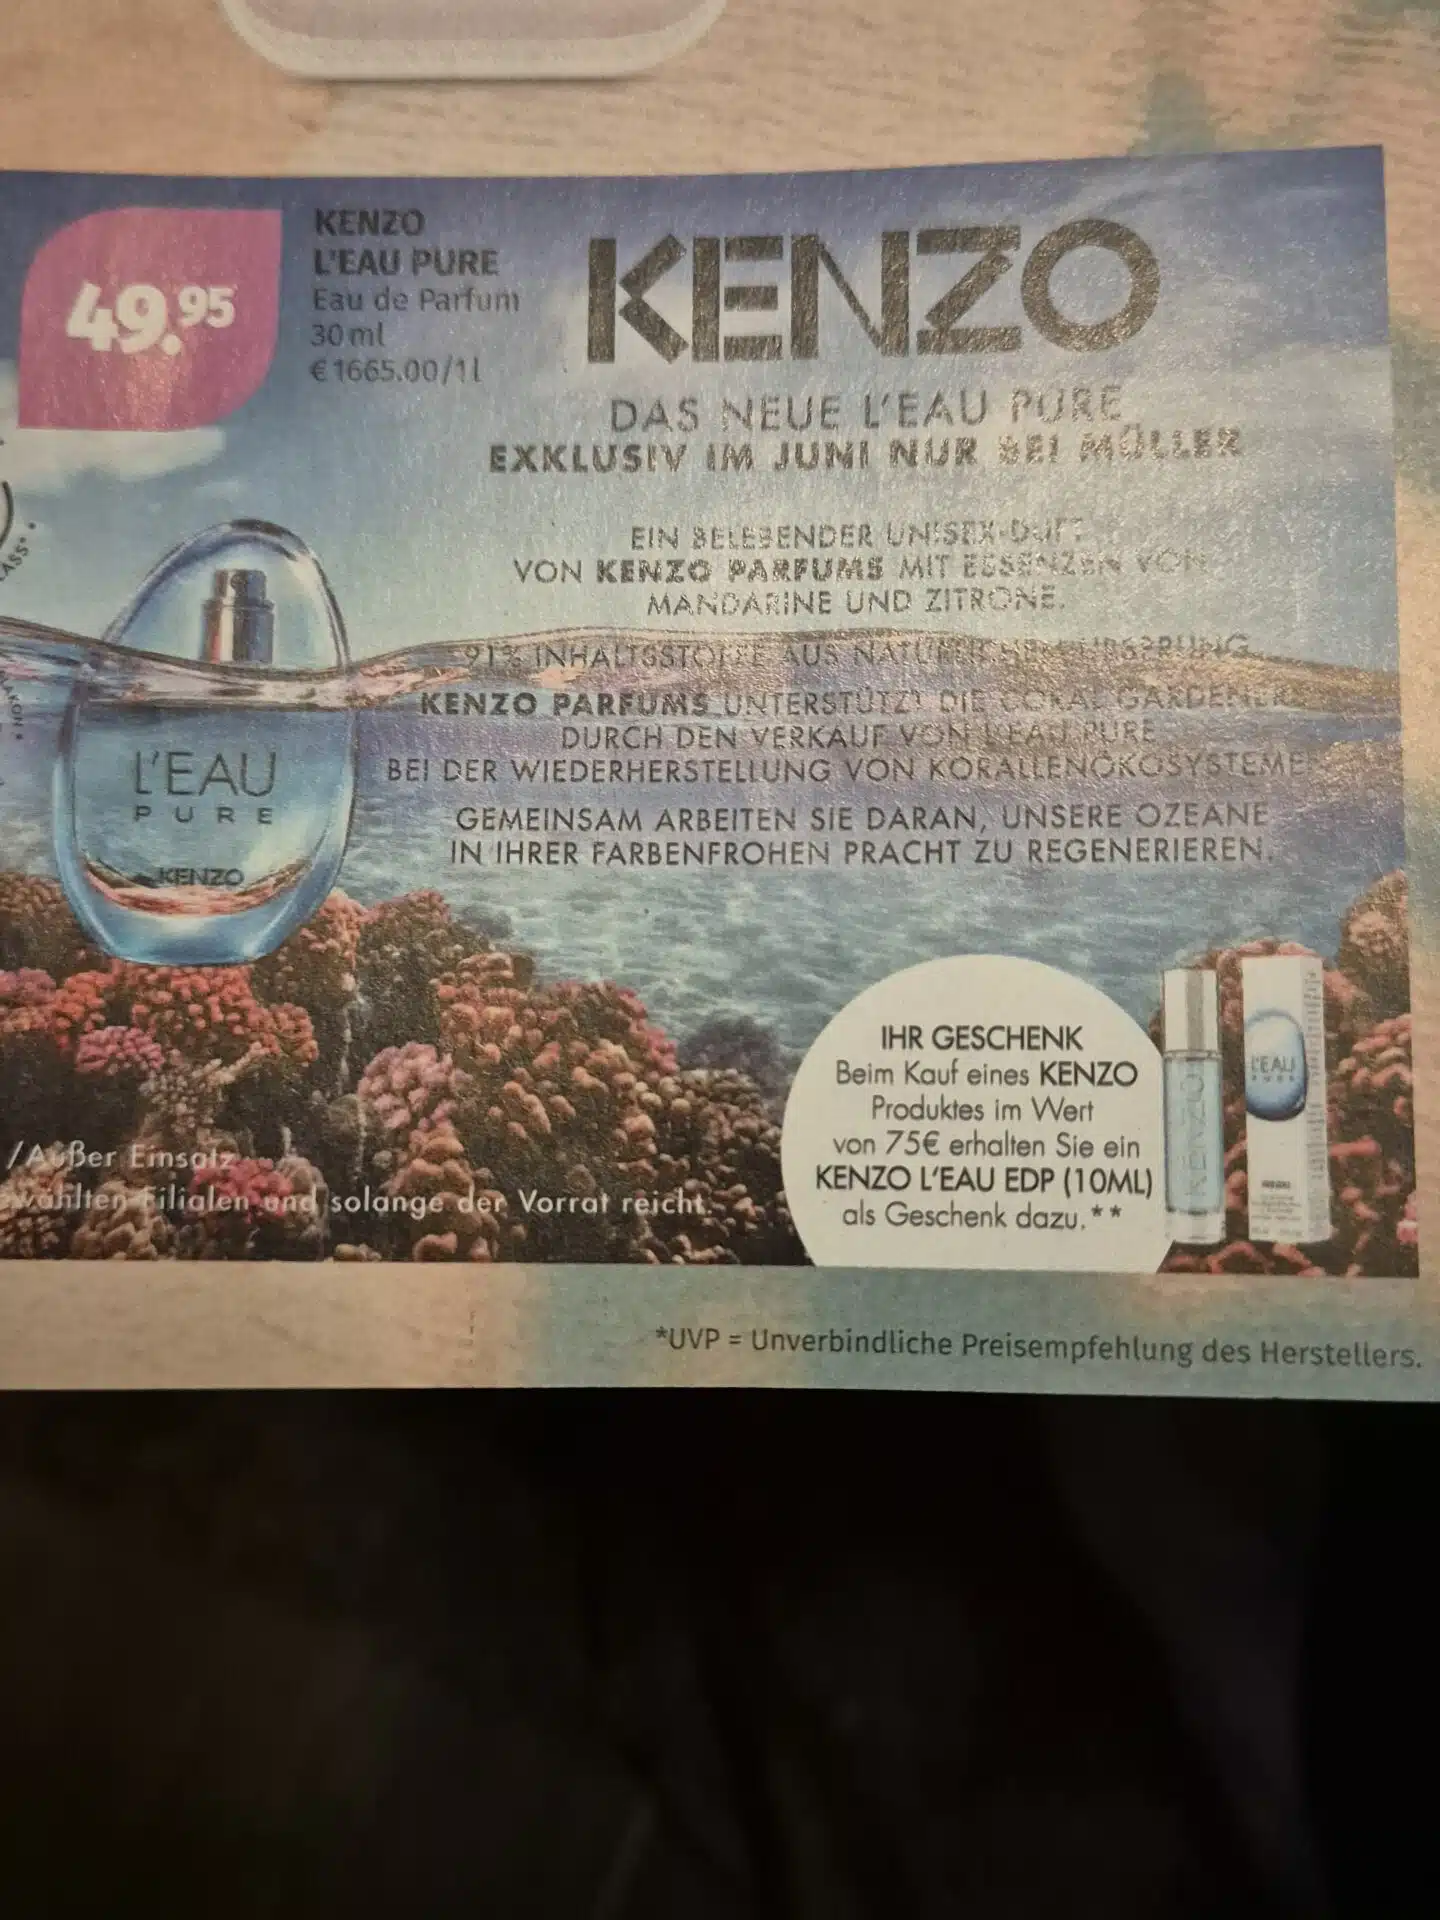 49.95
KENZO
L'EAU PURE
Eau de Parfum
30 ml
€ 1665.00/1 l
KENZO
DAS NEUE L'EAU PURE
EXKLUSIV IM JUNI NUR BEI MÜLLER
EIN BELEBENDER UNISEX-DUFT
VON KENZO PARFUMS MIT ESSENZEN VON
MANDARINE UND ZITRONE.
91% INHALTSSTOFFE AUS NATÜRLICHEM URSPRUNG
KENZO PARFUMS UNTERSTÜTZT DIE CORAL GARDENERS
DURCH DEN VERKAUF VON L'EAU PURE
BEI DER WIEDERHERSTELLUNG VON KORALLENÖKOSYSTEMEN
GEMEINSAM ARBEITEN SIE DARAN, UNSERE OZEANE
IN IHRER FARBENFROHEN PRACHT ZU REGENERIEREN.
L'EAU
PURE
KENZO
IHR GESCHENK
Beim Kauf eines KENZO
Produktes im Wert
von 75€ erhalten Sie ein
KENZO L'EAU EDP (10ML)
als Geschenk dazu.**
KENZO
L'EAU
PURE
/Außer Einsatz
wählten Filialen und solange der Vorrat reicht.
*UVP = Unverbindliche Preisempfehlung des Herstellers.